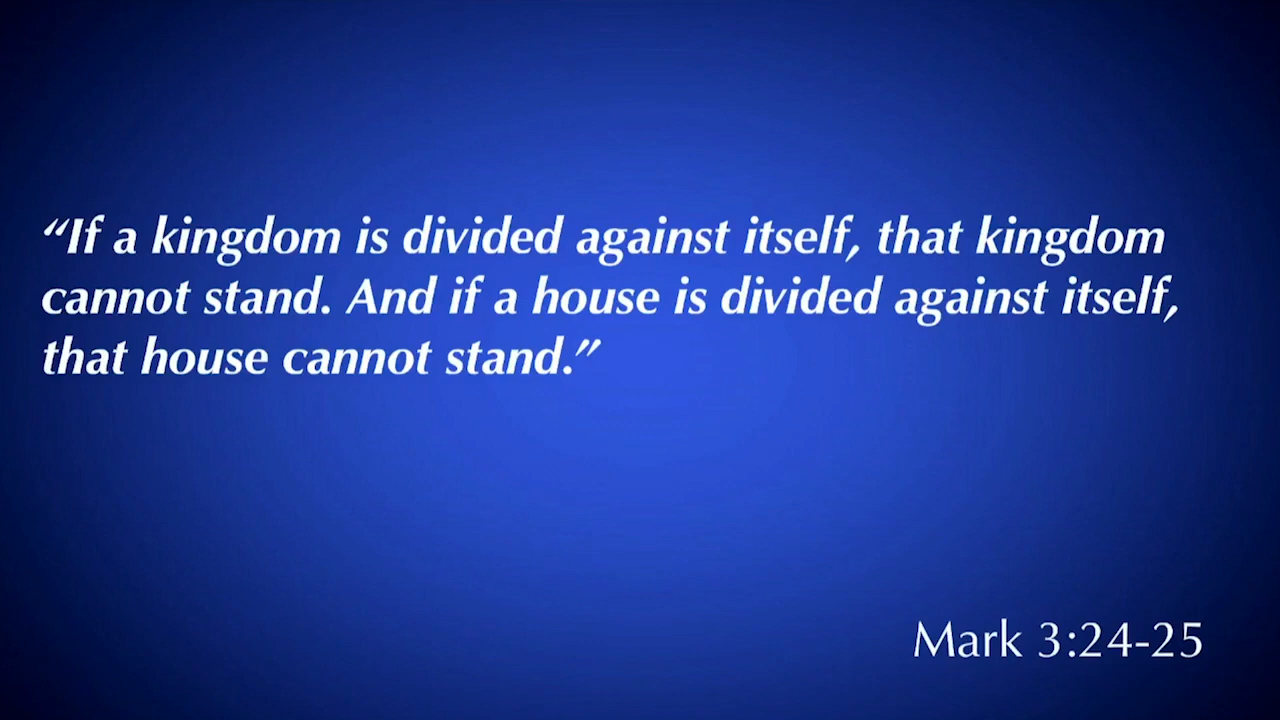 “If a kingdom is divided against itself, that kingdom
cannot stand. And if a house is divided against itself,
that house cannot stand.”
Mark 3:24-25